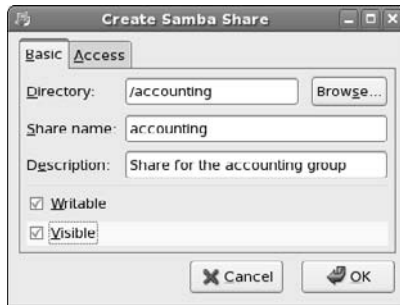 Create Samba Share
Basic Access
Directory: /accounting Browse...
Share name: accounting
Description: Share for the accounting group
Writable
Visible
Cancel OK